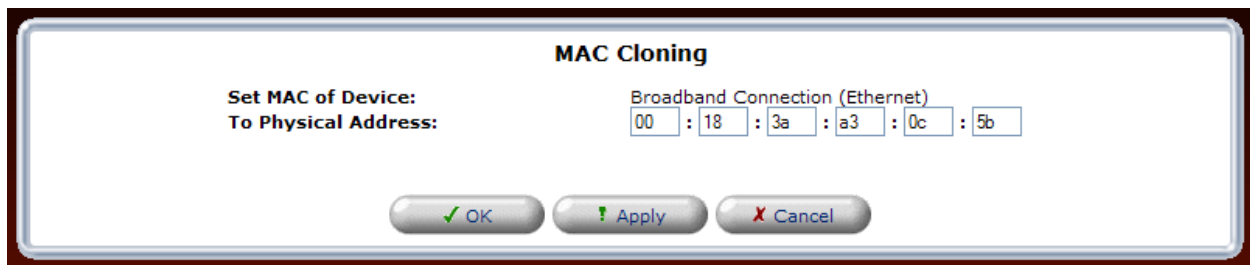 MAC Cloning
Set MAC of Device: Broadband Connection (Ethernet)
To Physical Address: 00 : 18 : 3a : a3 : 0c : 5b
OK Apply Cancel